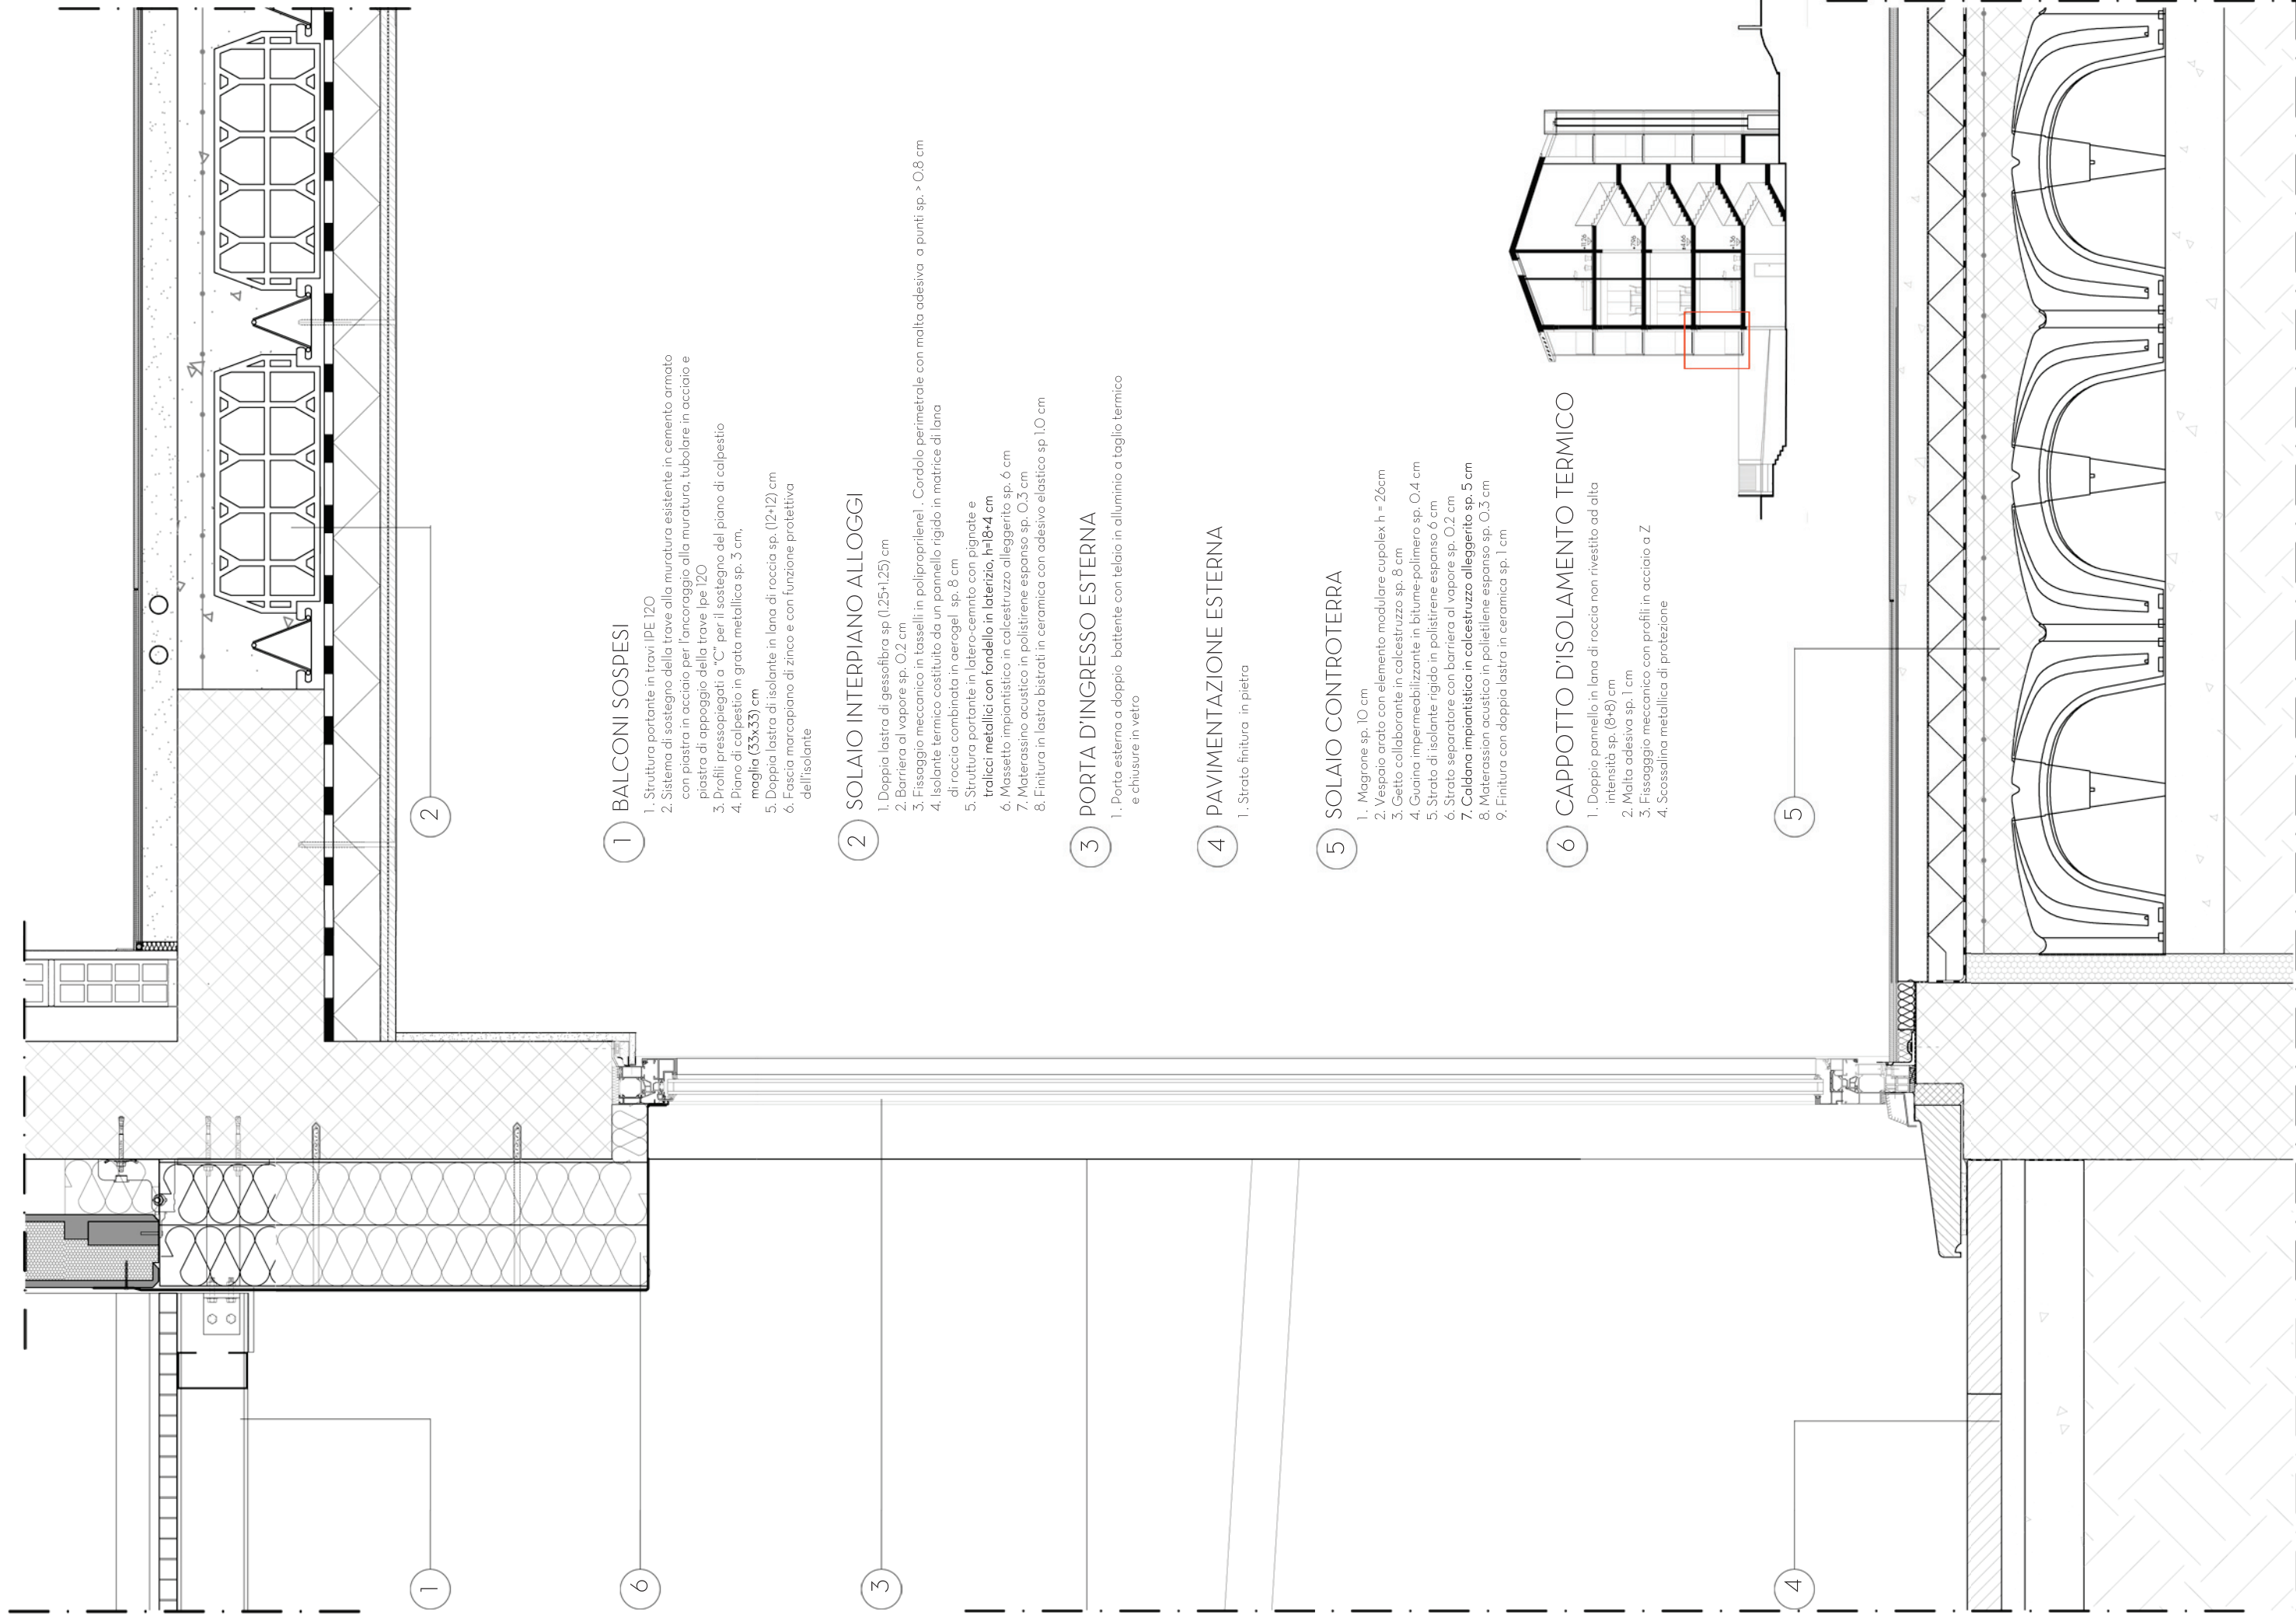 1 BALCONI SOSPESI
1. Struttura portante in travi IPE 120
2. Sistema di sostegno della trave alla muratura esistente in cemento armato
con piastra in acciaio per l'ancoraggio alla muratura, tubolare in acciaio e
piastra di appoggio della trave Ipe 120
3. Profili pressopiegati a "C" per il sostegno del piano di calpestio
4. Piano di calpestio in grata metallica sp. 3 cm,
maglia (33x33) cm
5. Doppia lastra di isolante in lana di roccia sp. (12+12) cm
6. Fascia marcapiano di zinco e con funzione protettiva
dell'isolante
2 SOLAIO INTERPIANO ALLOGGI
1. Doppia lastra di gessofibra sp (1.25+1.25) cm
2. Barriera al vapore sp. 0.2 cm
3. Fissaggio meccanico in tasselli in poliproprilene1 . Cordolo perimetrale con malta adesiva a punti sp. > 0.8 cm
4. Isolante termico costituito da un pannello rigido in matrice di lana
di roccia combinata in aerogel sp. 8 cm
5. Struttura portante in latero-cemnto con pignate e
tralicci metallici con fondello in laterizio, h=18+4 cm
6. Massetto impiantistico in calcestruzzo alleggerito sp. 6 cm
7. Materassino acustico in polistirene espanso sp. 0.3 cm
8. Finitura in lastra bistrati in ceramica con adesivo elastico sp 1.0 cm
3 PORTA D'INGRESSO ESTERNA
1. Porta esterna a doppio battente con telaio in alluminio a taglio termico
e chiusure in vetro
4 PAVIMENTAZIONE ESTERNA
1. Strato finitura in pietra
5 SOLAIO CONTROTERRA
1. Magrone sp. 10 cm
2. Vespaio arato con elemento modulare cupolex h = 26cm
3. Getto collaborante in calcestruzzo sp. 8 cm
4. Guaina impermeabilizzante in bitume-polimero sp. 0.4 cm
5. Strato di isolante rigido in polistirene espanso 6 cm
6. Strato separatore con barriera al vapore sp. 0.2 cm
7. Caldana impiantistica in calcestruzzo alleggerito sp. 5 cm
8. Materassion acustico in polietilene espanso sp. 0,3 cm
9. Finitura con doppia lastra in ceramica sp. 1 cm
6 CAPPOTTO D'ISOLAMENTO TERMICO
1. Doppio pannello in lana di roccia non rivestito ad alta
intensità sp. (8+8) cm
2. Malta adesiva sp. 1 cm
3. Fissaggio meccanico con profili in acciaio a Z
4. Scossalina metallica di protezione
2
5
1
6
3
4